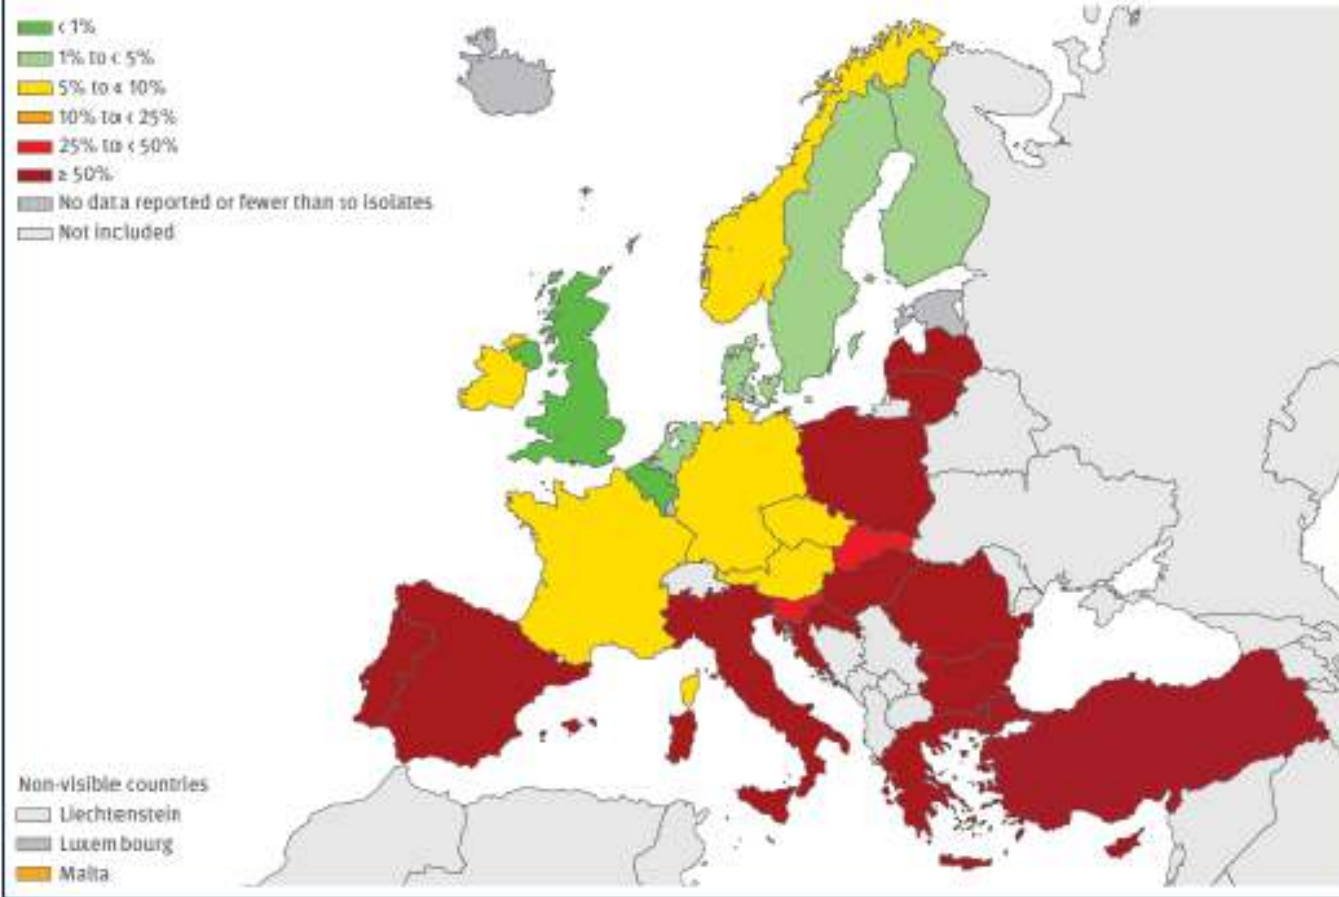 < 1%
1% to < 5%
5% to < 10%
10% to < 25%
25% to < 50%
≥ 50%
No data reported or fewer than 10 isolates
Not included
Non-visible countries
Liechtenstein
Luxembourg
Malta